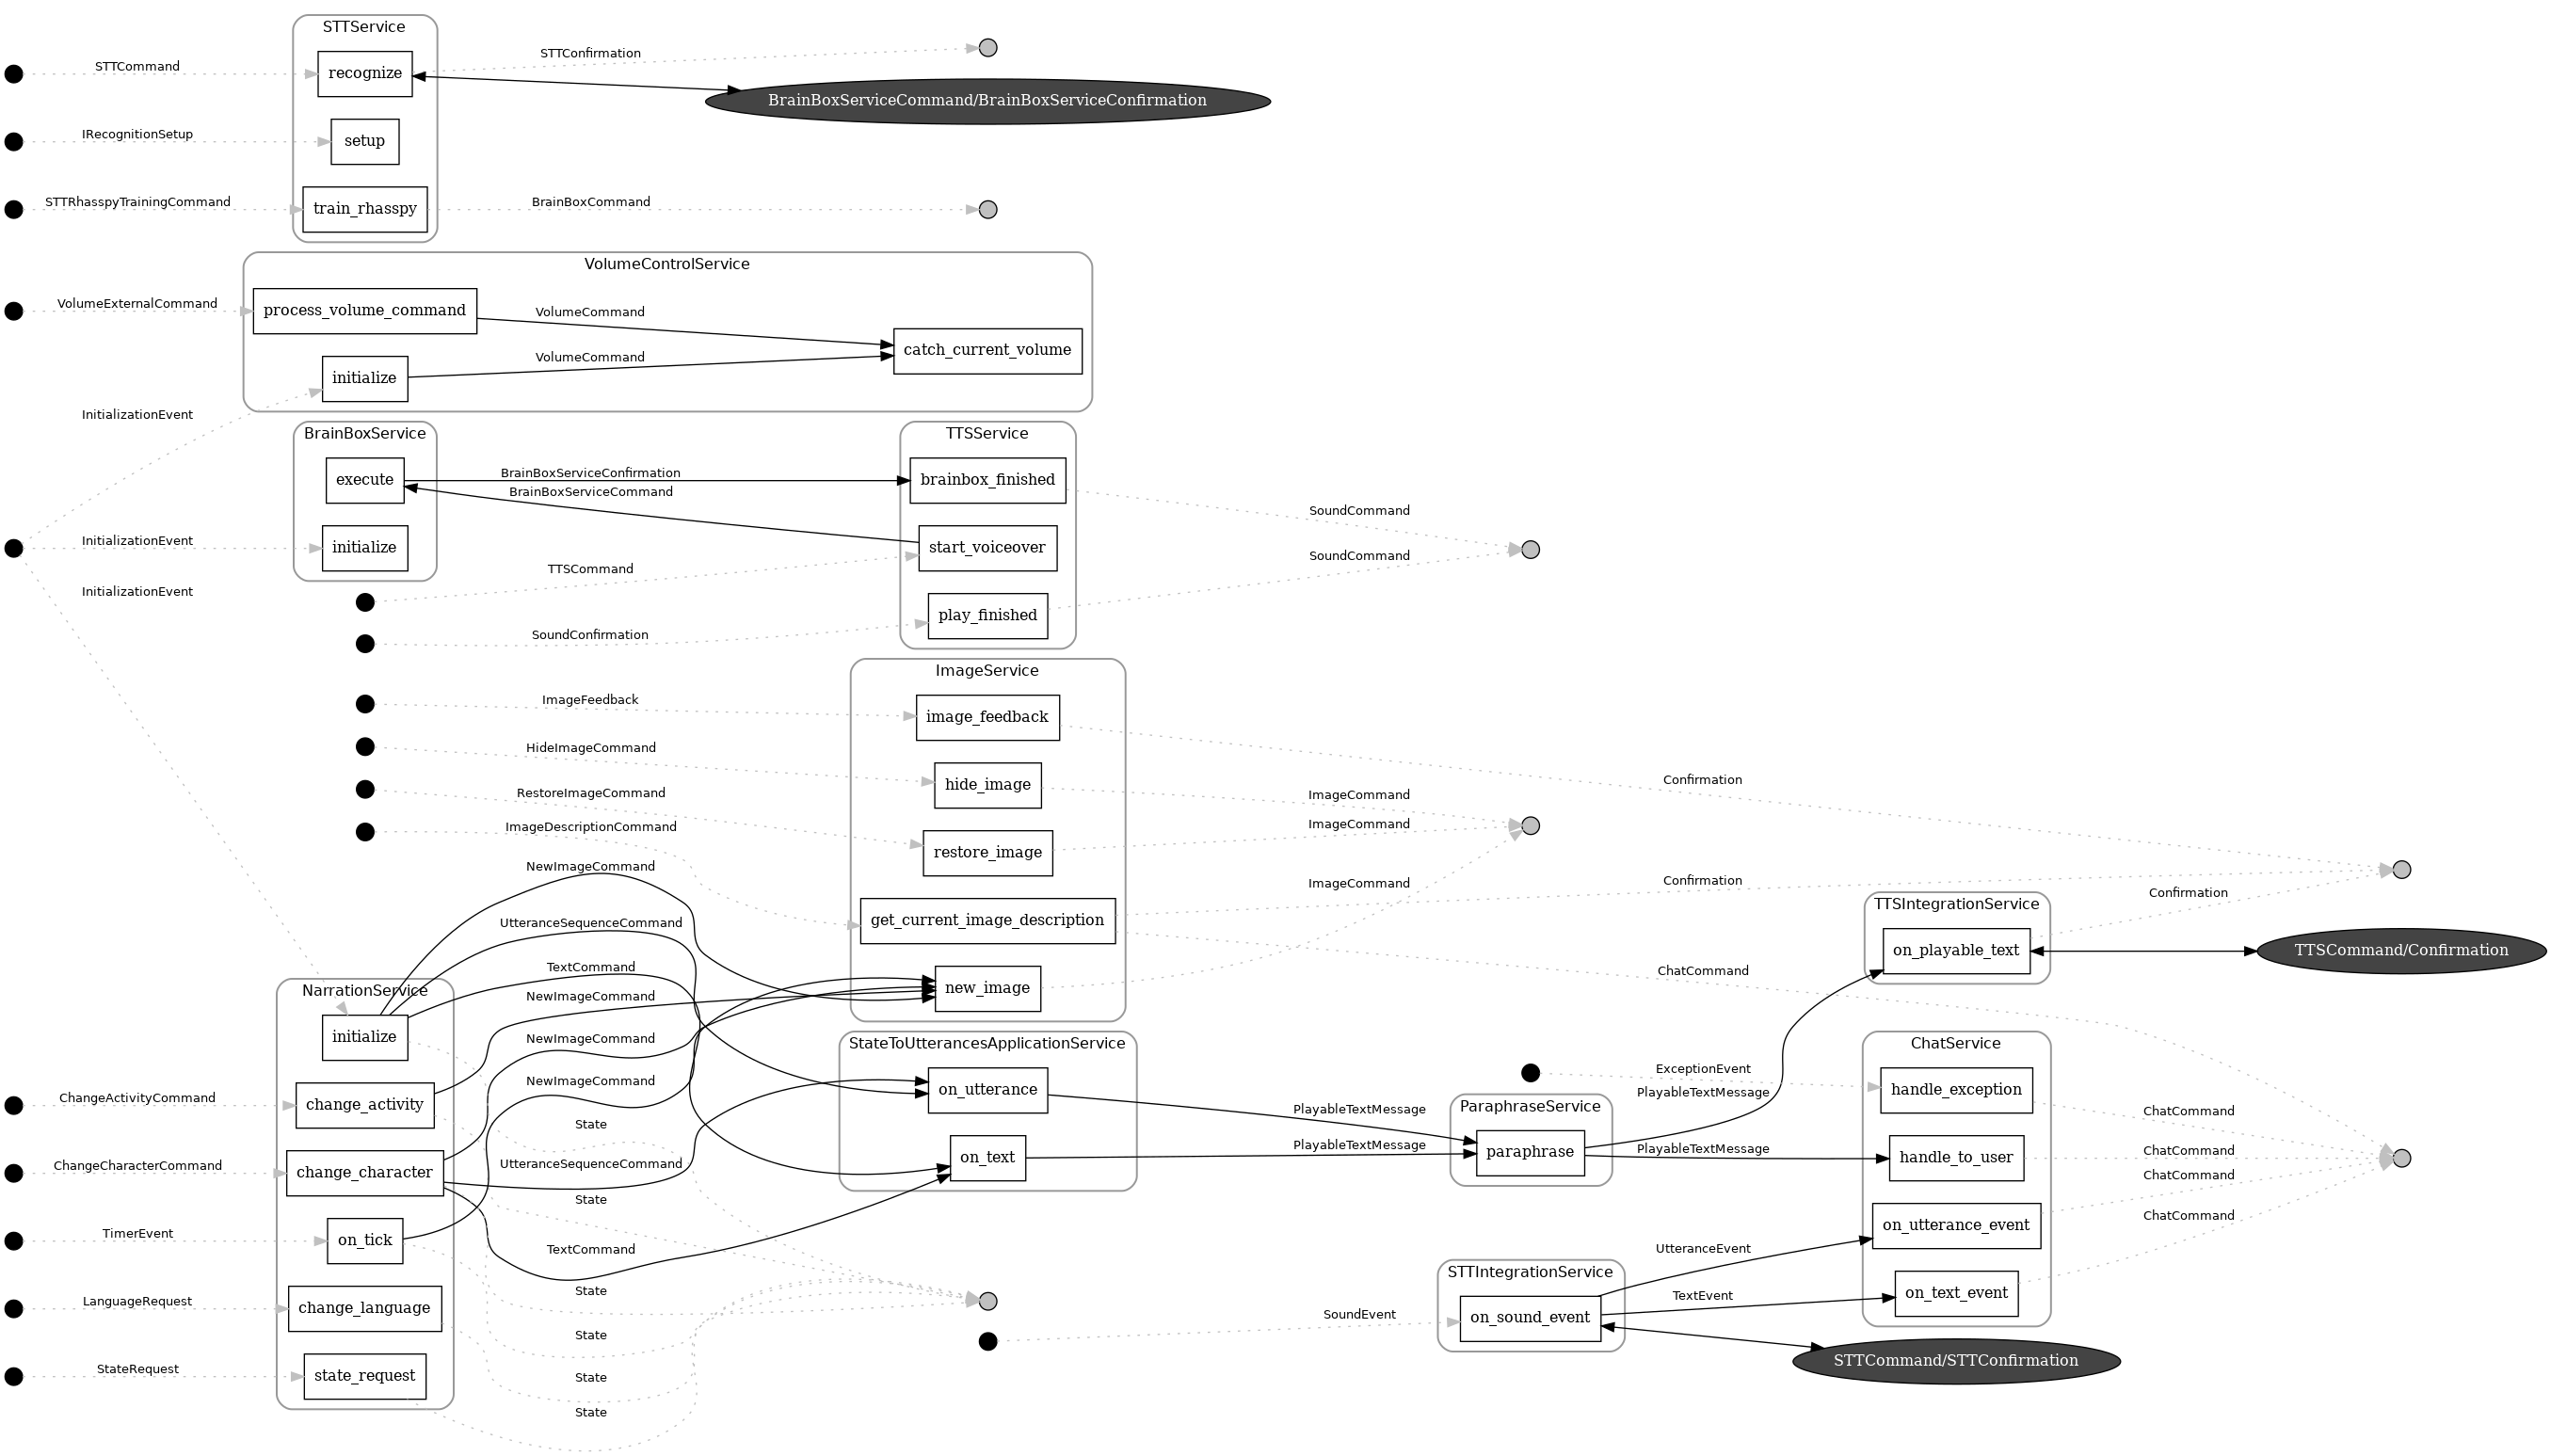 STTService
STTCommand
recognize
STTConfirmation
BrainBoxServiceCommand/BrainBoxServiceConfirmation
IRecognitionSetup
setup
STTRhasspyTrainingCommand
train_rhasspy
BrainBoxCommand
VolumeControlService
VolumeExternalCommand
process_volume_command
VolumeCommand
catch_current_volume
VolumeCommand
initialize
InitializationEvent
BrainBoxService
TTSService
execute
BrainBoxServiceConfirmation
brainbox_finished
BrainBoxServiceCommand
SoundCommand
InitializationEvent
initialize
start_voiceover
SoundCommand
TTSCommand
InitializationEvent
play_finished
SoundConfirmation
ImageService
ImageFeedback
image_feedback
HideImageCommand
Confirmation
hide_image
ImageCommand
RestoreImageCommand
ImageDescriptionCommand
ImageCommand
restore_image
NewImageCommand
ImageCommand
Confirmation
UtteranceSequenceCommand
get_current_image_description
TTSIntegrationService
Confirmation
on_playable_text
TTSCommand/Confirmation
TextCommand
ChatCommand
NarrationService
NewImageCommand
new_image
initialize
NewImageCommand
StateToUtterancesApplicationService
ChatService
ExceptionEvent
NewImageCommand
on_utterance
handle_exception
PlayableTextMessage
ChangeActivityCommand
change_activity
PlayableTextMessage
ParaphraseService
ChatCommand
State
PlayableTextMessage
paraphrase
PlayableTextMessage
ChatCommand
on_text
handle_to_user
ChangeCharacterCommand
change_character
UtteranceSequenceCommand
ChatCommand
State
ChatCommand
on_utterance_event
TimerEvent
on_tick
TextCommand
UtteranceEvent
STTIntegrationService
State
TextEvent
on_text_event
LanguageRequest
change_language
SoundEvent
on_sound_event
State
STTCommand/STTConfirmation
StateRequest
state_request
State
State